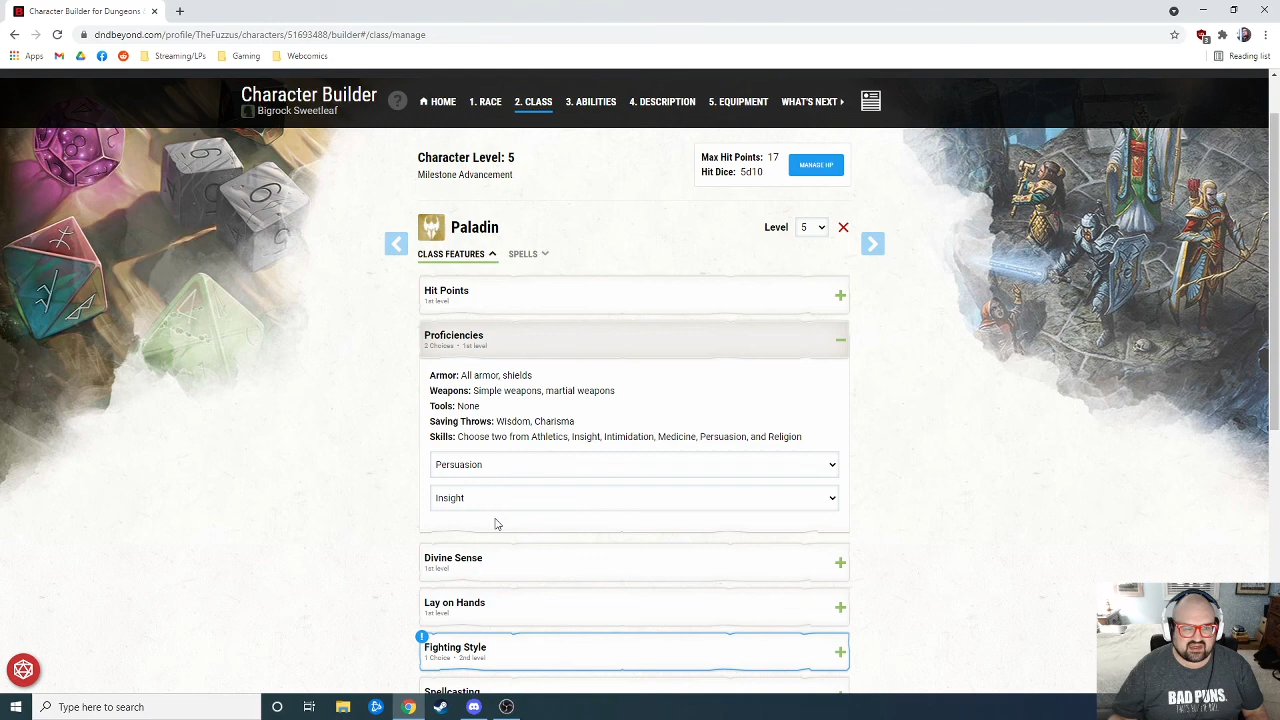 Character Builder for Dungeons &
dndbeyond.com/profile/TheFuzzus/characters/51693488/builder#/class/manage
Apps
Streaming/LPs
Gaming
Webcomics
3
Reading list
Character Builder
Bigrock Sweetleaf
?
HOME
1. RACE
2. CLASS
3. ABILITIES
4. DESCRIPTION
5. EQUIPMENT
WHAT'S NEXT
Character Level: 5
Milestone Advancement
Max Hit Points: 17
Hit Dice: 5d10
MANAGE HP
Paladin
Level 5
CLASS FEATURES
SPELLS
Hit Points
1st level
Proficiencies
2 Choices • 1st level
Armor: All armor, shields
Weapons: Simple weapons, martial weapons
Tools: None
Saving Throws: Wisdom, Charisma
Skills: Choose two from Athletics, Insight, Intimidation, Medicine, Persuasion, and Religion
Persuasion
Insight
Divine Sense
1st level
Lay on Hands
1st level
!
Fighting Style
1 Choice • 2nd level
Spellcasting
BAD PUNS.
Type here to search